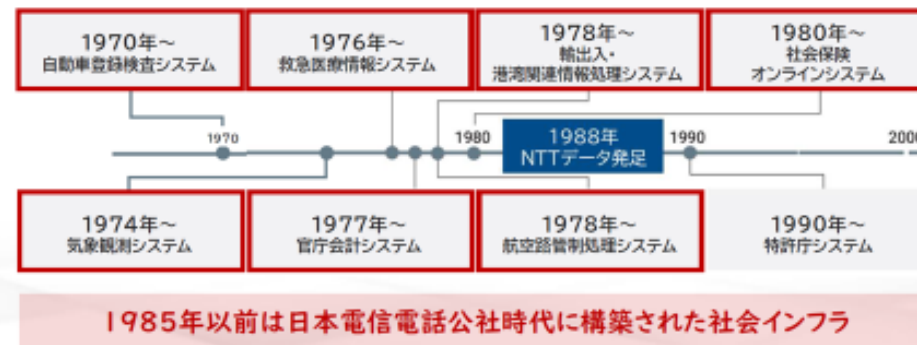 1970年~
自動車登録検査システム
1976年~
救急医療情報システム
1978年~
輸出入・
港湾関連情報処理システム
1980年~
社会保険
オンラインシステム
1970
1980
1988年
NTTデータ発足
1990
2000
1974年~
気象観測システム
1977年~
官庁会計システム
1978年~
航空路管制処理システム
1990年~
特許庁システム
1985年以前は日本電信電話公社時代に構築された社会インフラ